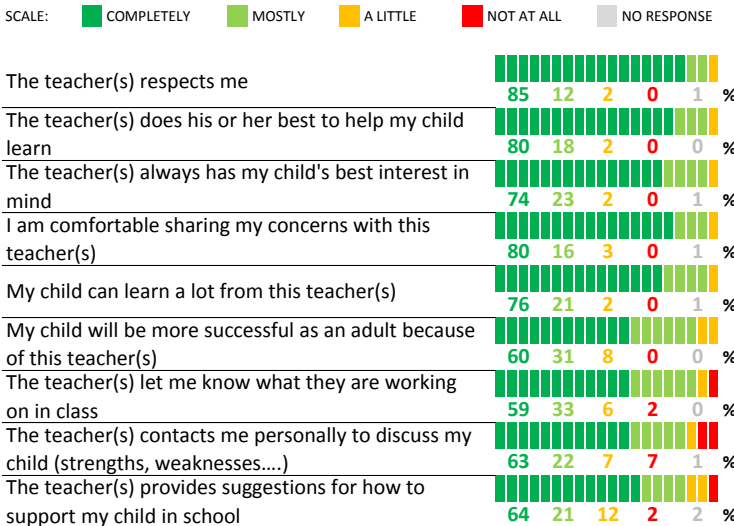 SCALE: COMPLETELY MOSTLY A LITTLE NOT AT ALL NO RESPONSE
The teacher(s) respects me
85 12 2 0 1 %
The teacher(s) does his or her best to help my child
learn
80 18 2 0 0 %
The teacher(s) always has my child's best interest in
mind
74 23 2 0 1 %
I am comfortable sharing my concerns with this
teacher(s)
80 16 3 0 1 %
My child can learn a lot from this teacher(s)
76 21 2 0 1 %
My child will be more successful as an adult because
of this teacher(s)
60 31 8 0 0 %
The teacher(s) let me know what they are working
on in class
59 33 6 2 0 %
The teacher(s) contacts me personally to discuss my
child (strengths, weaknesses....)
63 22 7 7 1 %
The teacher(s) provides suggestions for how to
support my child in school
64 21 12 2 2 %